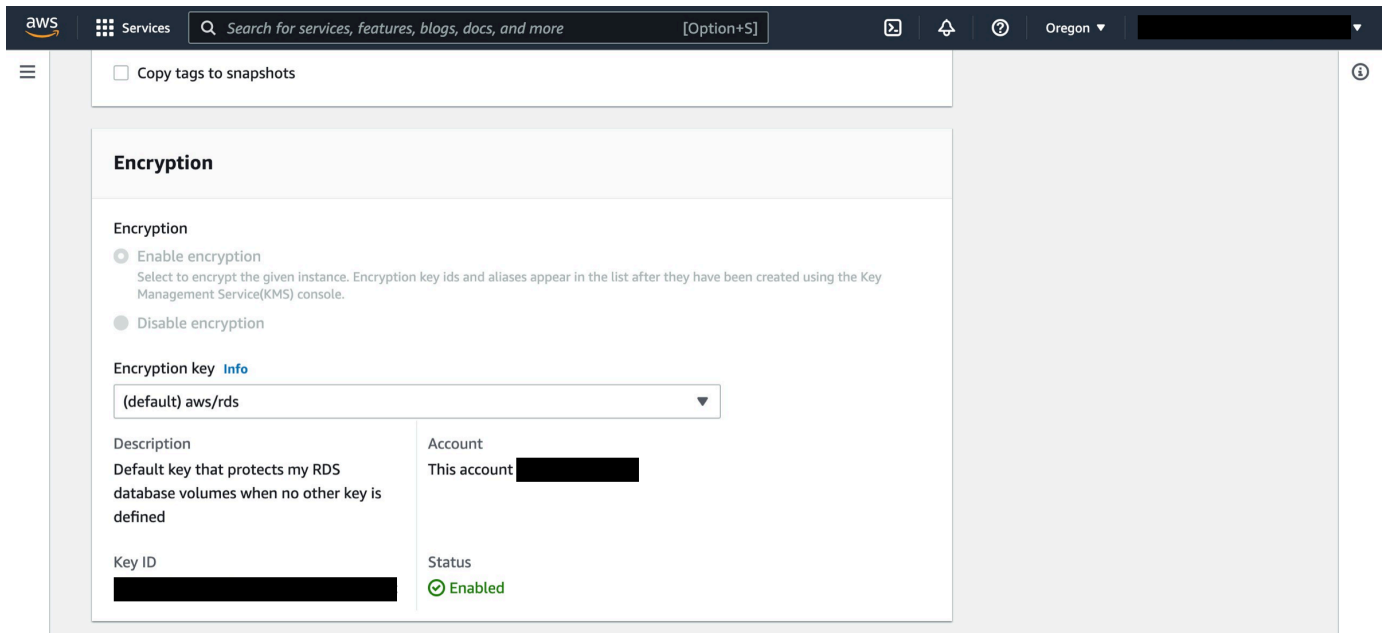 aws
Services
Search for services, features, blogs, docs, and more
[Option+S]
Oregon
Copy tags to snapshots
Encryption
Encryption
Enable encryption
Select to encrypt the given instance. Encryption key ids and aliases appear in the list after they have been created using the Key
Management Service(KMS) console.
Disable encryption
Encryption key Info
(default) aws/rds
Description
Default key that protects my RDS
database volumes when no other key is
defined
Account
This account
Key ID
Status
Enabled